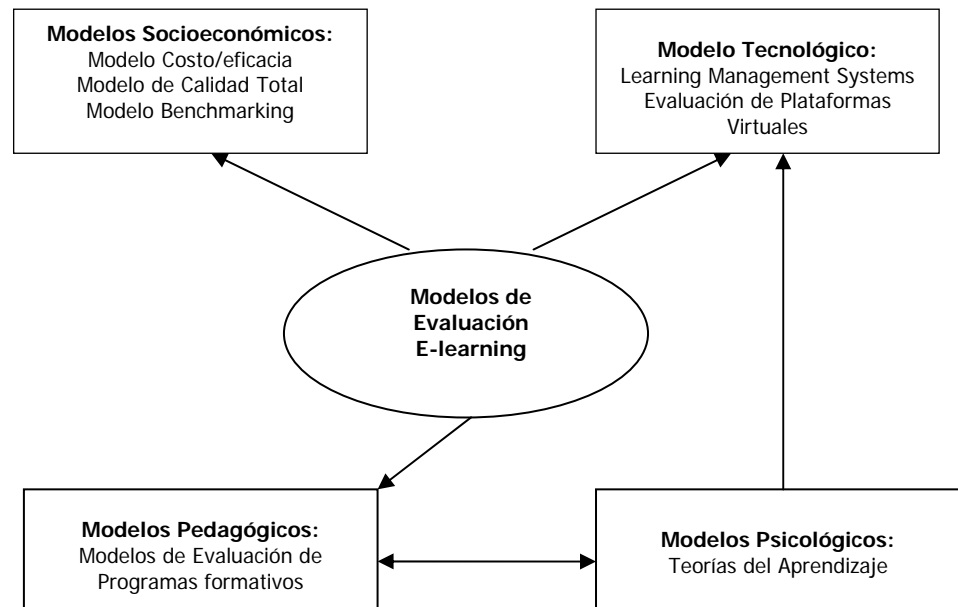 Modelos Socioeconómicos:
Modelo Costo/eficacia
Modelo de Calidad Total
Modelo Benchmarking
Modelo Tecnológico:
Learning Management Systems
Evaluación de Plataformas
Virtuales
Modelos de
Evaluación
E-learning
Modelos Pedagógicos:
Modelos de Evaluación de
Programas formativos
Modelos Psicológicos:
Teorías del Aprendizaje